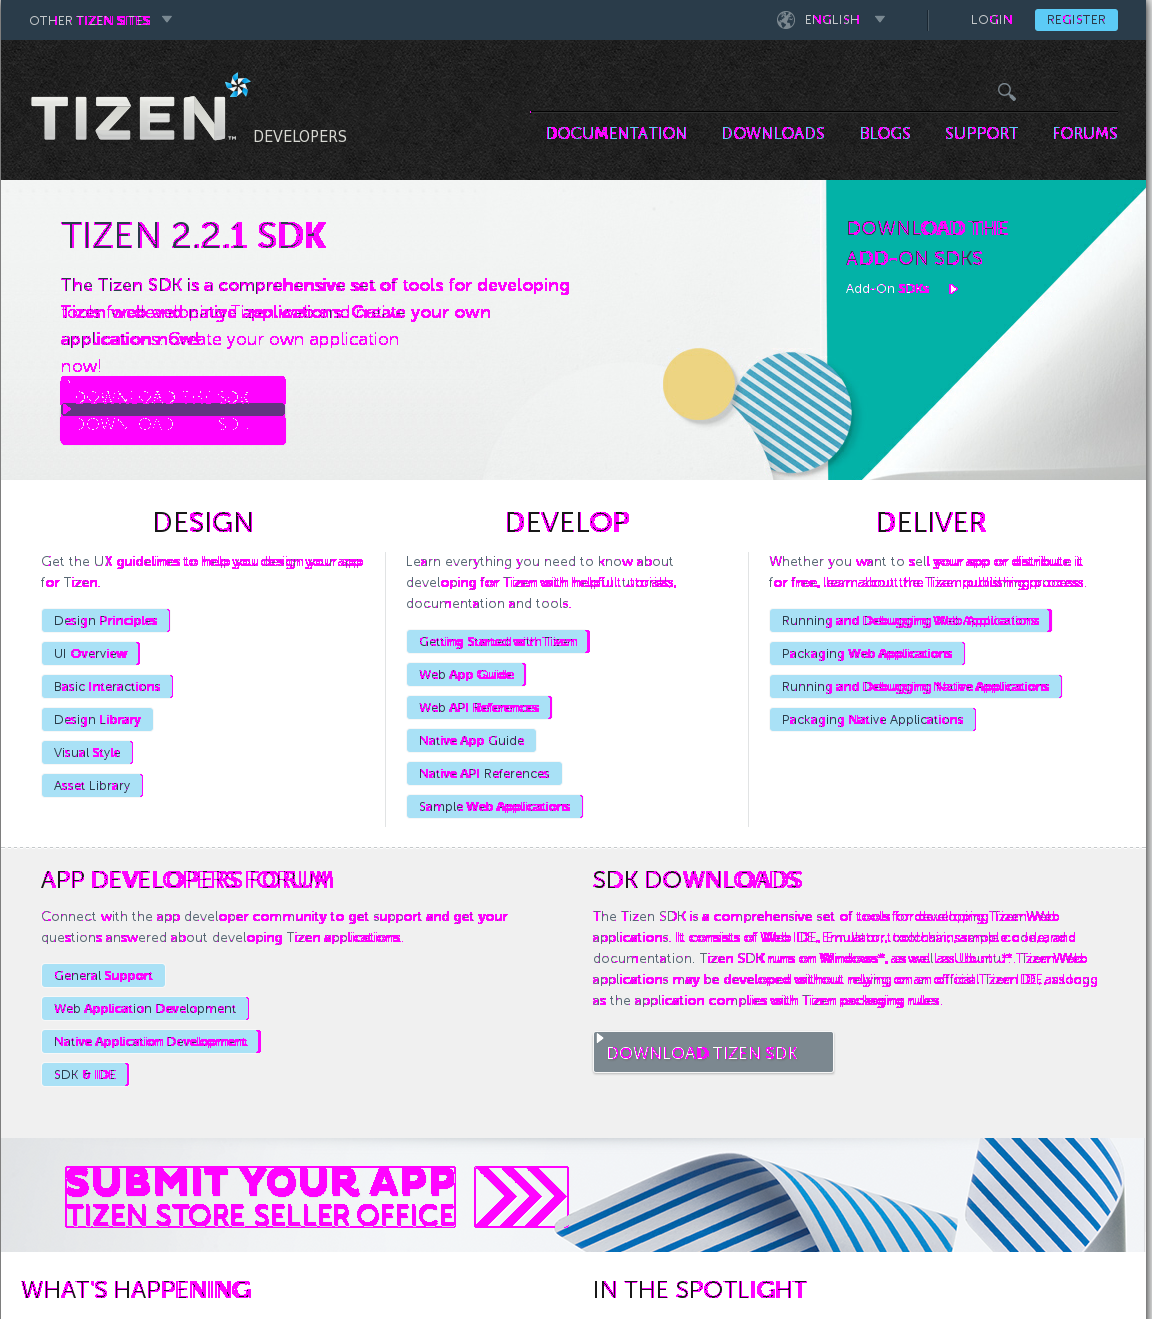 OTHER TIZEN SITES
ENGLISH
LOGIN
REGISTER
TIZEN™
DEVELOPERS
DOCUMENTATION
DOWNLOADS
BLOGS
SUPPORT
FORUMS
TIZEN 2.2.1 SDK
The Tizen SDK is a comprehensive set of tools for developing
Tizen web and native applications. Create your own
applications now!
Create your own application
now!
DOWNLOAD THE SDK
DOWNLOAD SDK
DOWNLOAD THE
ADD-ON SDKS
Add-On SDKs
DESIGN
Get the UX guidelines to help you design your app
for Tizen.
Design Principles
UI Overview
Basic Interactions
Design Library
Visual Style
Asset Library
DEVELOP
Learn everything you need to know about
developing for Tizen with helpful tutorials,
documentation and tools.
Getting Started with Tizen
Web App Guide
Web API References
Native App Guide
Native API References
Sample Web Applications
DELIVER
Whether you want to sell your app or distribute it
for free, learn about the Tizen publishing process.
Running and Debugging Web Applications
Packaging Web Applications
Running and Debugging Native Applications
Packaging Native Applications
APP DEVELOPERS FORUM
Connect with the app developer community to get support and get your
questions answered about developing Tizen applications.
General Support
Web Application Development
Native Application Development
SDK & IDE
SDK DOWNLOADS
The Tizen SDK is a comprehensive set of tools for developing Tizen Web
applications. It consists of Web IDE, Emulator, toolchain, sample code, and
documentation. Tizen SDK runs on Windows*, as well as Ubuntu*. Tizen Web
applications may be developed without relying on an official Tizen IDE, as long
as the application complies with Tizen packaging rules.
DOWNLOAD TIZEN SDK
SUBMIT YOUR APP
TIZEN STORE SELLER OFFICE
WHAT'S HAPPENING
IN THE SPOTLIGHT